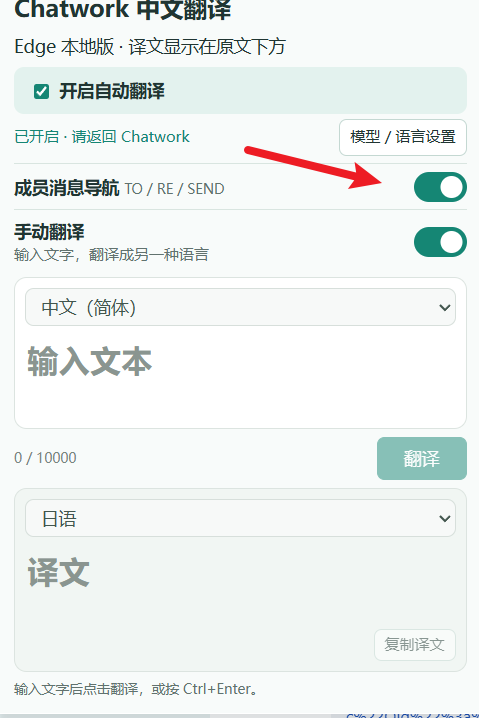 Chatwork 中文翻译
Edge 本地版 · 译文显示在原文下方
开启自动翻译
已开启 · 请返回 Chatwork
模型 / 语言设置
成员消息导航 TO / RE / SEND
手动翻译
输入文字，翻译成另一种语言
中文（简体）
输入文本
0 / 10000
翻译
日语
译文
复制译文
输入文字后点击翻译，或按 Ctrl+Enter。